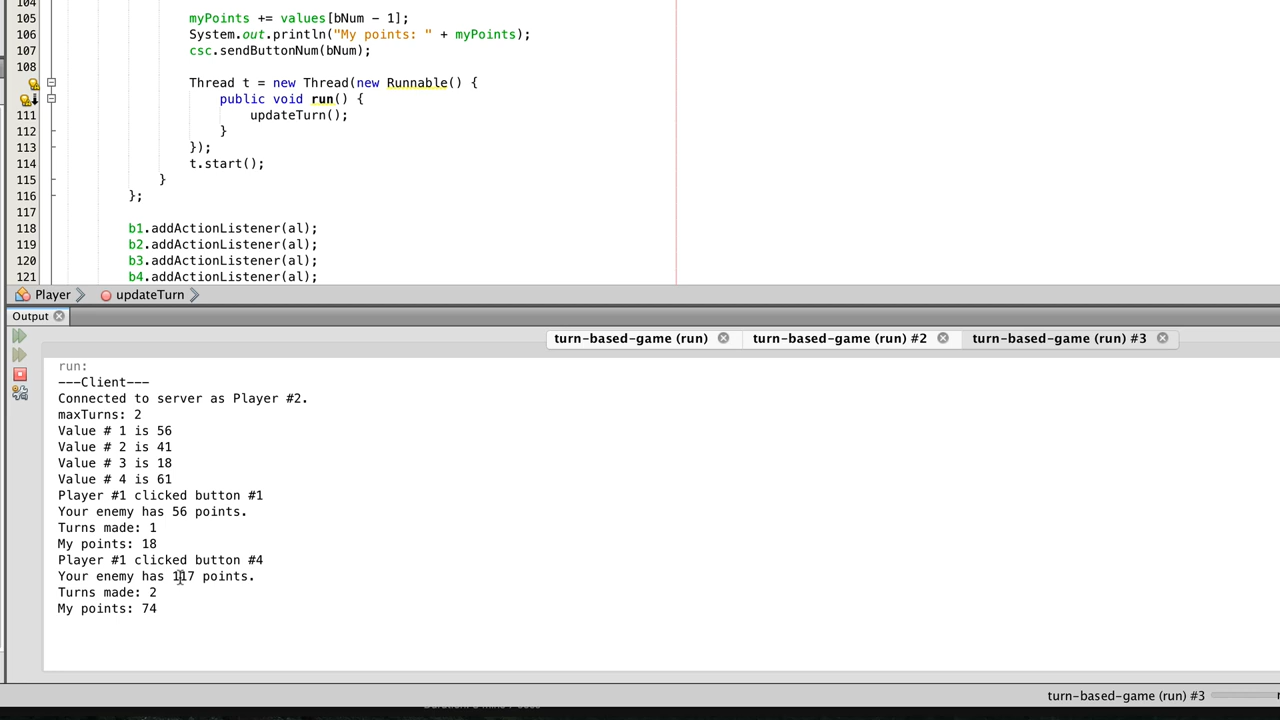 104
105 myPoints += values[bNum - 1];
106 System.out.println("My points: " + myPoints);
107 csc.sendButtonNum(bNum);
108
Thread t = new Thread(new Runnable() {
public void run() {
111 updateTurn();
112 }
113 });
114 t.start();
115 }
116 };
117
118 b1.addActionListener(al);
119 b2.addActionListener(al);
120 b3.addActionListener(al);
121 b4.addActionListener(al);
Player updateTurn
Output
turn-based-game (run) turn-based-game (run) #2 turn-based-game (run) #3
run:
---Client---
Connected to server as Player #2.
maxTurns: 2
Value # 1 is 56
Value # 2 is 41
Value # 3 is 18
Value # 4 is 61
Player #1 clicked button #1
Your enemy has 56 points.
Turns made: 1
My points: 18
Player #1 clicked button #4
Your enemy has 117 points.
Turns made: 2
My points: 74
turn-based-game (run) #3